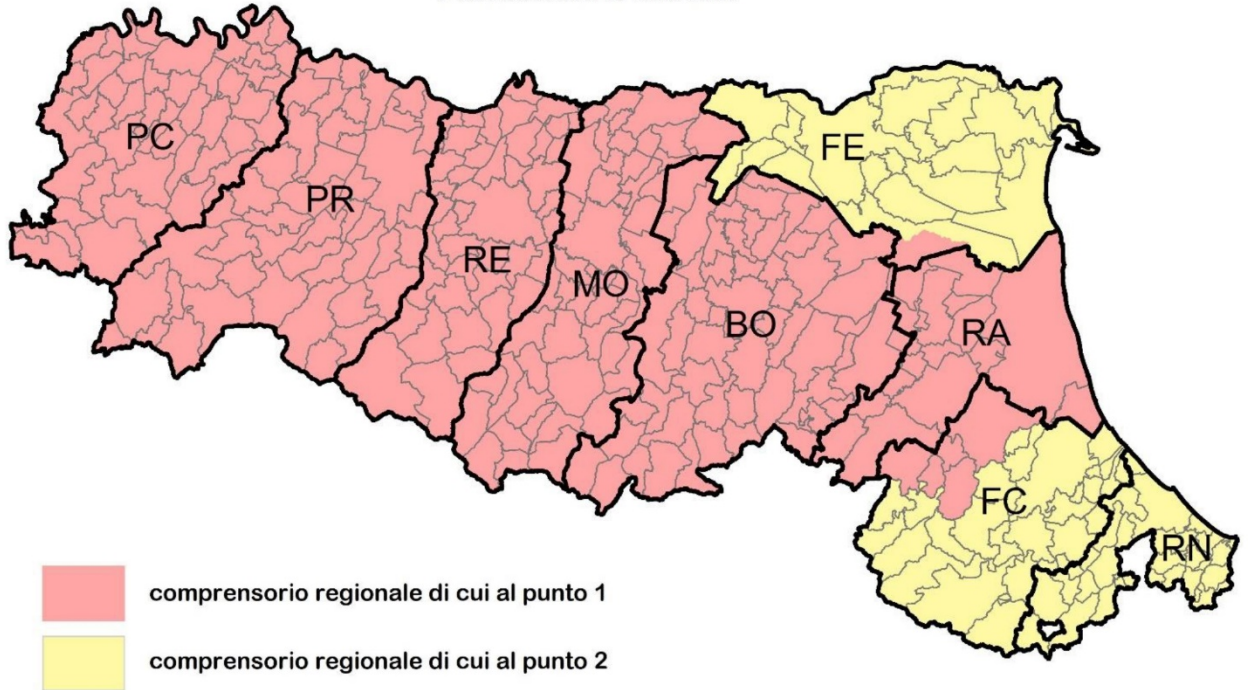 PC
PR
RE
MO
BO
FE
RA
FC
RN
comprensorio regionale di cui al punto 1
comprensorio regionale di cui al punto 2